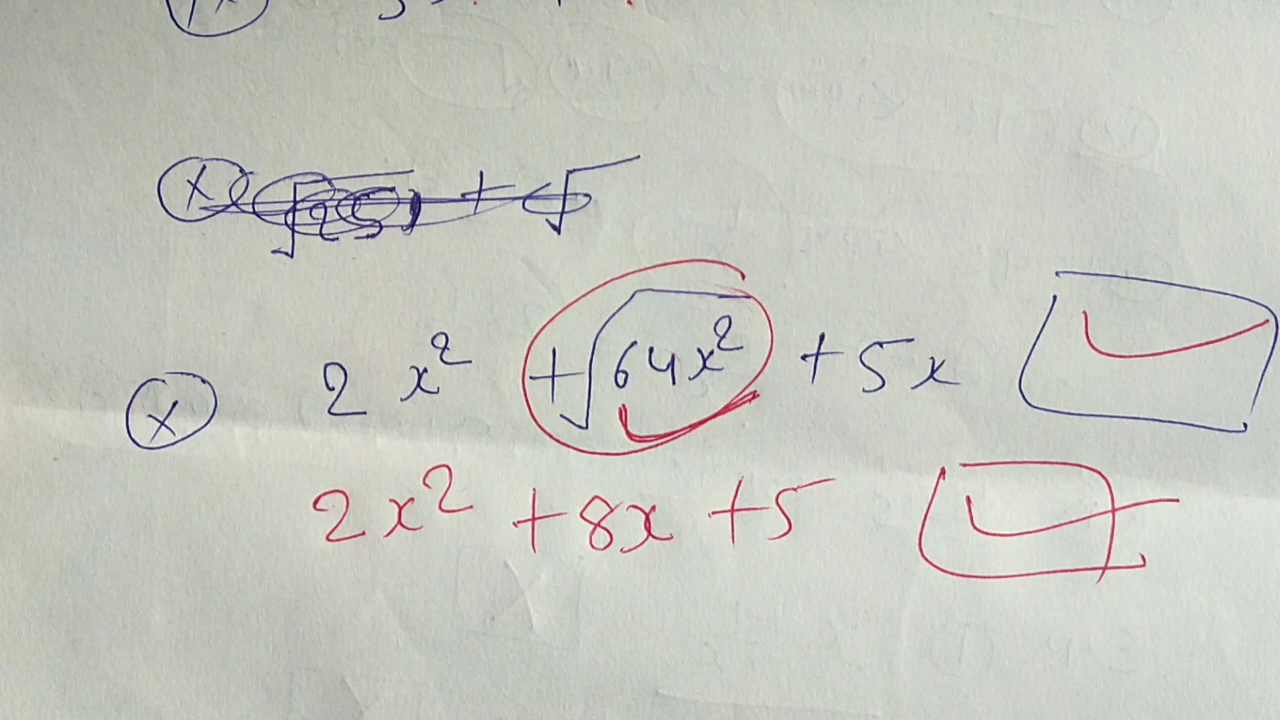 (x) 2x² + √64x² + 5x
2x² + 8x + 5